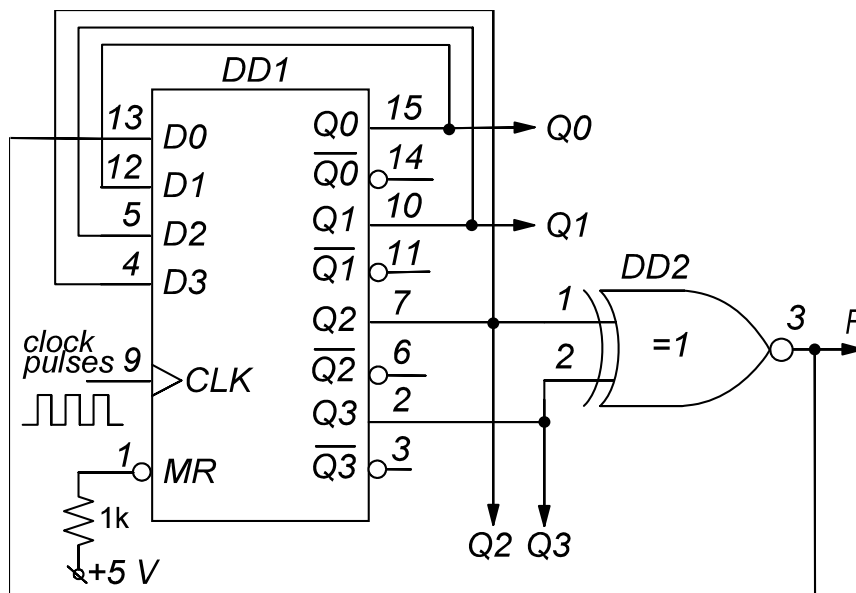 DD1
13 D0
12 D1
5 D2
4 D3
clock
pulses 9 CLK
1 MR
1k
+5 V
Q0 15 Q0
Q0 14
Q1 10 Q1
Q1 11
Q2 7
Q2 6
Q3 2
Q3 3
DD2
1
2
=1
3
Q2 Q3